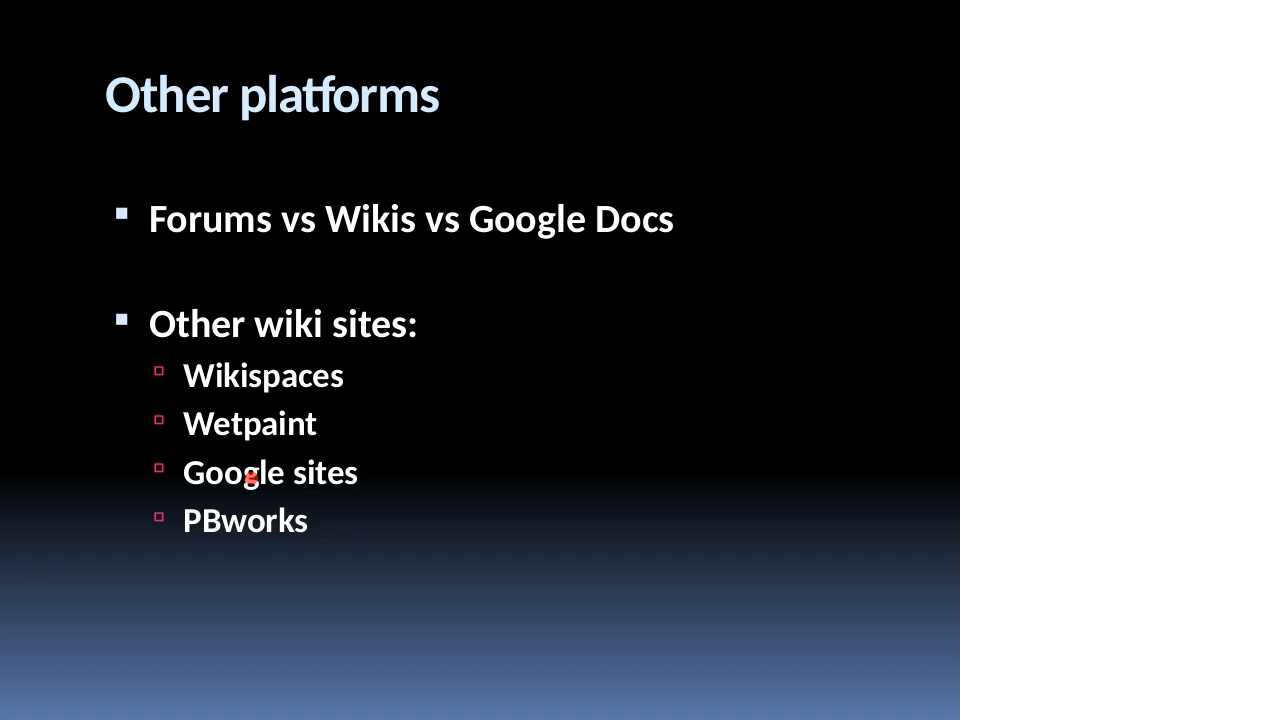 Other platforms
Forums vs Wikis vs Google Docs
Other wiki sites:
Wikispaces
Wetpaint
Google sites
PBworks